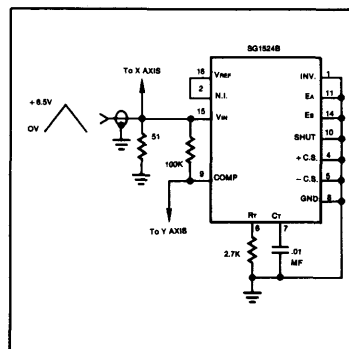 SG1524B
To X AXIS
16 VREF INV. 1
2 N.I. EA 11
+ 6.5V
15 VIN EB 14
OV
SHUT 10
51 100K
+ C.S. 4
9 COMP - C.S. 5
GND 8
To Y AXIS
RT CT
6 7
2.7K .01
MF